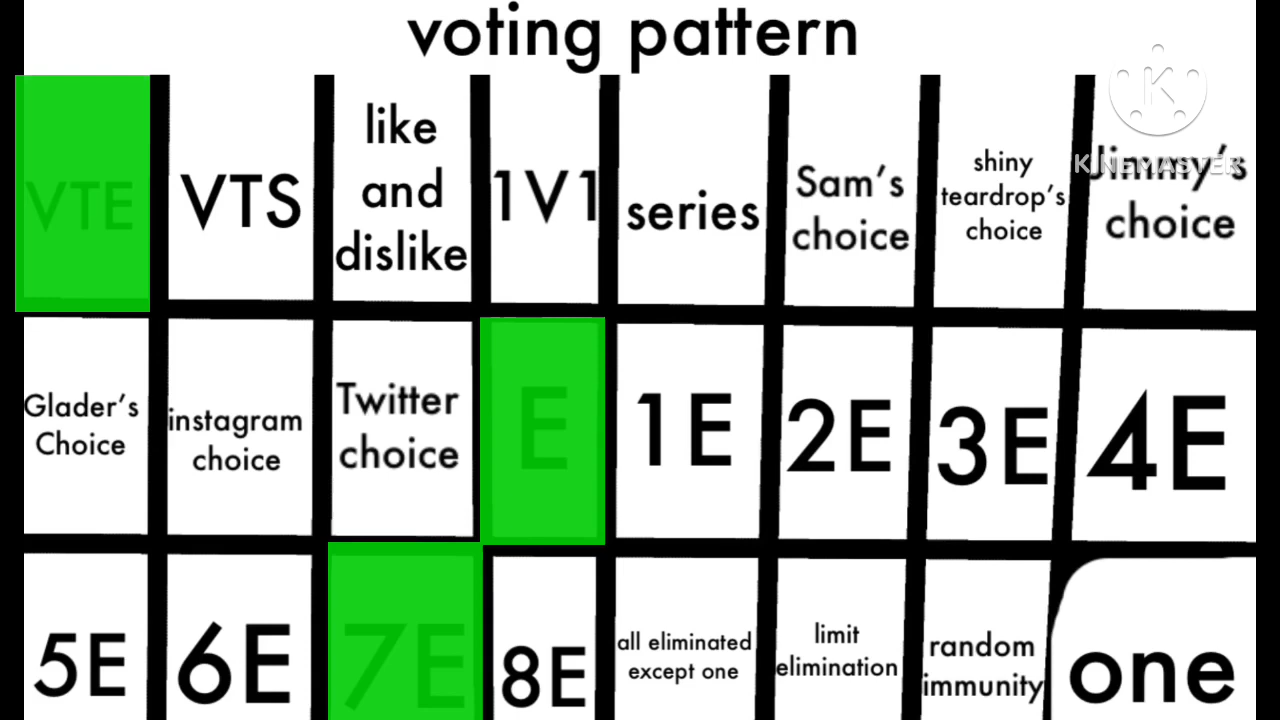 voting pattern
VTE
VTS
like
and
dislike
1V1
series
Sam's
choice
shiny
teardrop's
choice
Jimmy's
choice
K
KINEMASTER
Glader's
Choice
instagram
choice
Twitter
choice
E
1E
2E
3E
4E
5E
6E
7E
8E
all eliminated
except one
limit
elimination
random
immunity
one